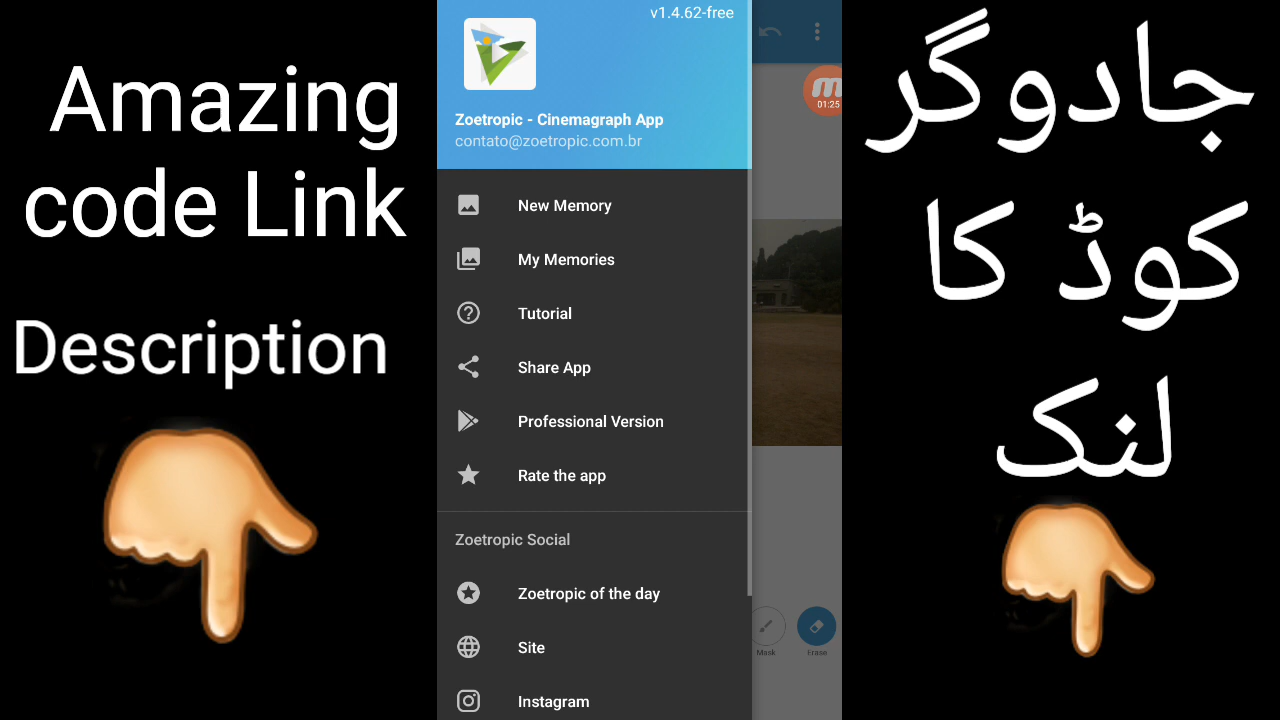 Amazing
code Link
Description
v1.4.62-free
Zoetropic - Cinemagraph App
contato@zoetropic.com.br
New Memory
My Memories
Tutorial
Share App
Professional Version
Rate the app
Zoetropic Social
Zoetropic of the day
Site
Instagram
01:25
Mask
Erase
جادوگر
کوڈ کا
لنک